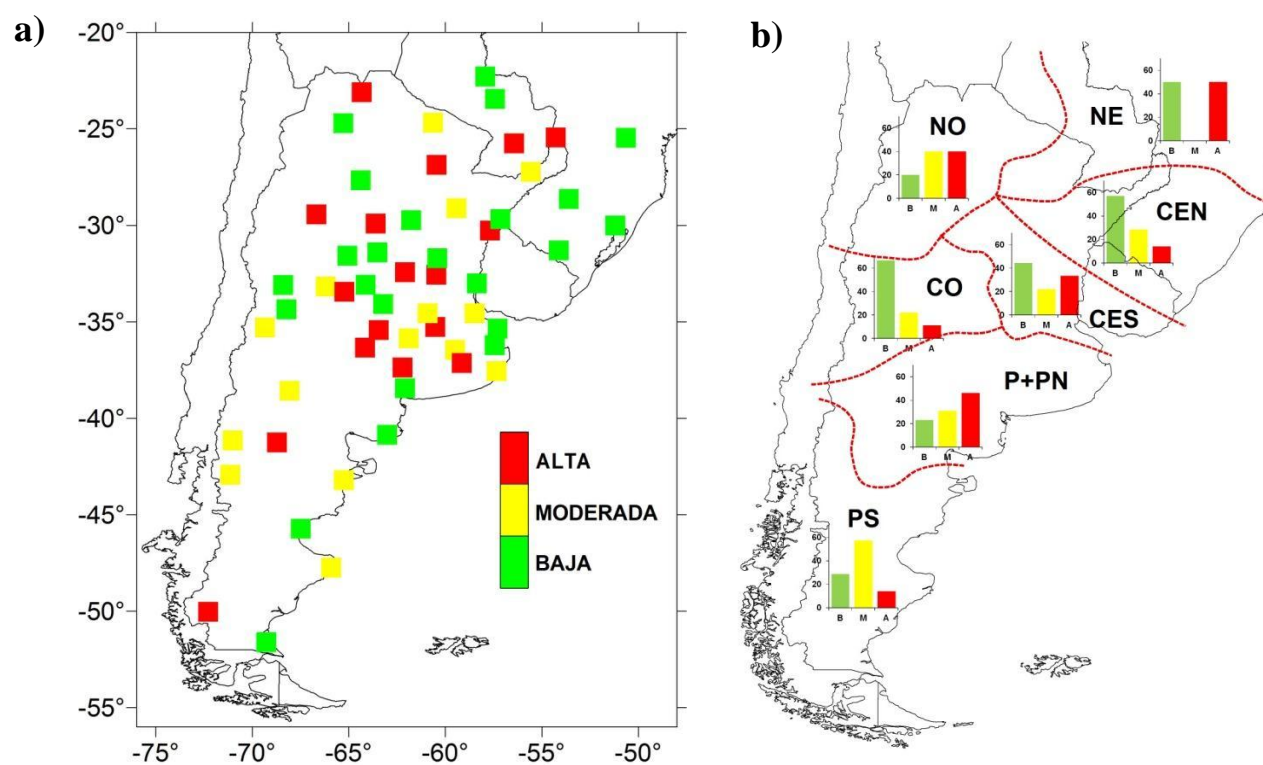 a)
-20°
-25°
-30°
-35°
-40°
-45°
-50°
-55°
-75° -70° -65° -60° -55° -50°
ALTA
MODERADA
BAJA
b)
NO
60
40
20
0
B M A
NE
60
40
20
0
B M A
CEN
60
40
20
0
B M A
CO
60
40
20
0
B M A
CES
60
40
20
0
B M A
P+PN
60
40
20
0
B M A
PS
60
40
20
0
B M A